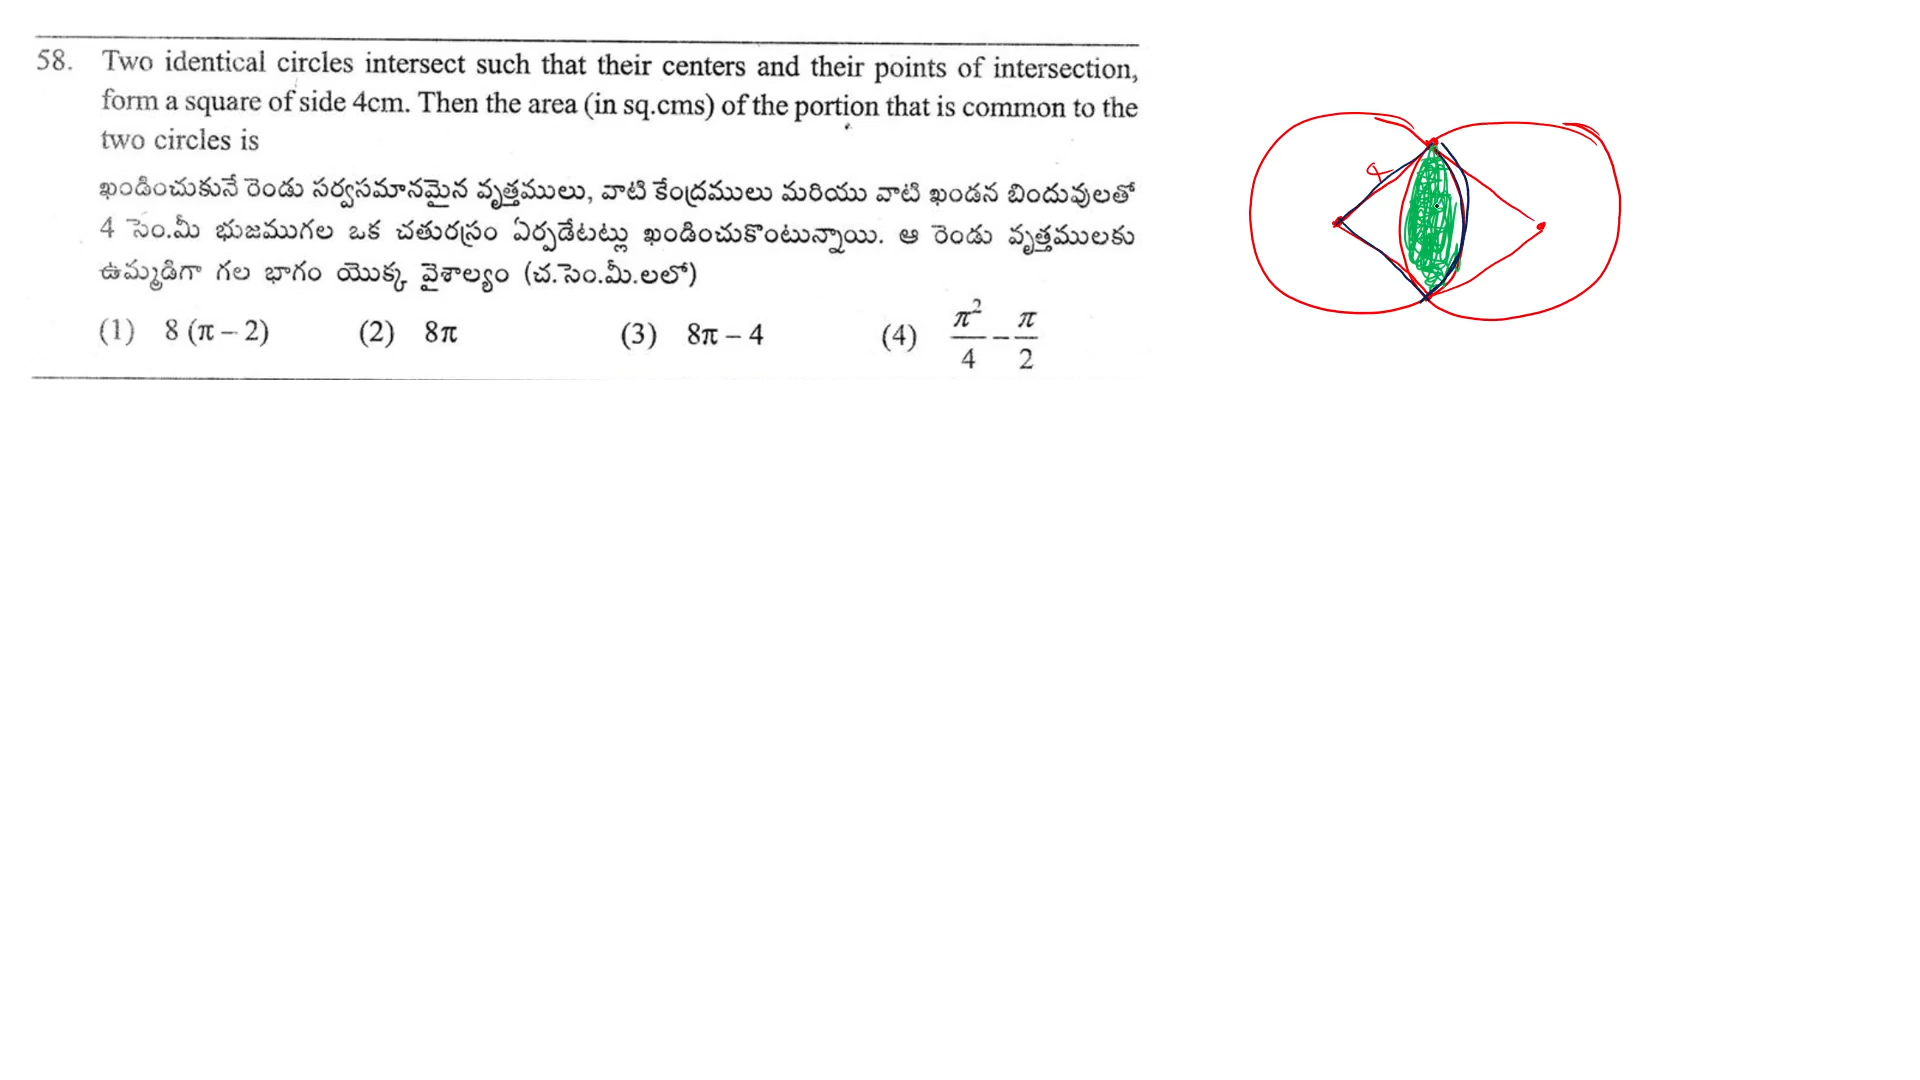 58. Two identical circles intersect such that their centers and their points of intersection,
form a square of side 4cm. Then the area (in sq.cms) of the portion that is common to the
two circles is
ఖండించుకునే రెండు సర్వసమానమైన వృత్తములు, వాటి కేంద్రములు మరియు వాటి ఖండన బిందువులతో
4 సెం.మీ భుజముగల ఒక చతురస్రం ఏర్పడేటట్లు ఖండించుకొంటున్నాయి. ఆ రెండు వృత్తములకు
ఉమ్మడిగా గల భాగం యొక్క వైశాల్యం (చ.సెం.మీ.లలో)
(1) 8 (π – 2) (2) 8π (3) 8π – 4 (4) π²/4 – π/2